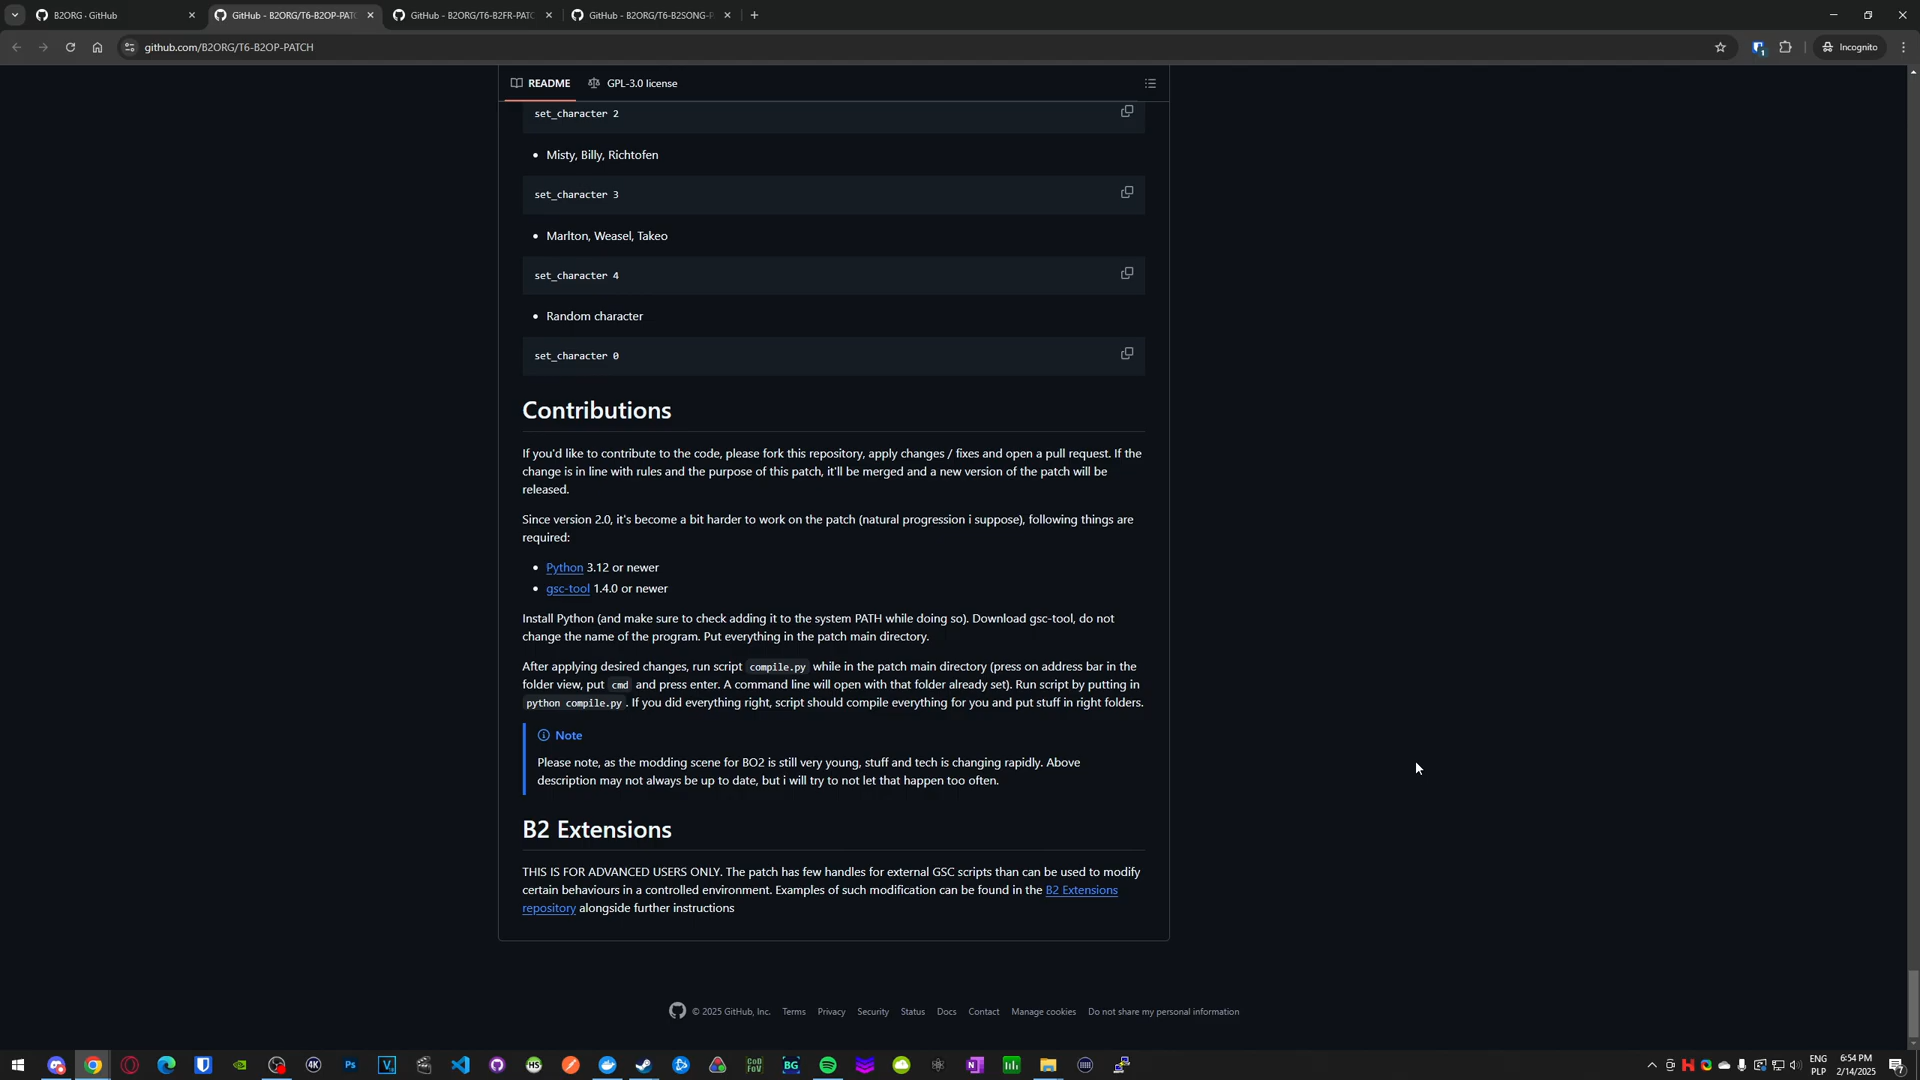 B2ORG · GitHub
GitHub - B2ORG/T6-B2OP-PATC
GitHub - B2ORG/T6-B2FR-PATC
GitHub - B2ORG/T6-B2SONG-P
github.com/B2ORG/T6-B2OP-PATCH
Incognito
README
GPL-3.0 license
set_character 2
• Misty, Billy, Richtofen
set_character 3
• Marlton, Weasel, Takeo
set_character 4
• Random character
set_character 0
Contributions
If you'd like to contribute to the code, please fork this repository, apply changes / fixes and open a pull request. If the
change is in line with rules and the purpose of this patch, it'll be merged and a new version of the patch will be
released.
Since version 2.0, it's become a bit harder to work on the patch (natural progression i suppose), following things are
required:
• Python 3.12 or newer
• gsc-tool 1.4.0 or newer
Install Python (and make sure to check adding it to the system PATH while doing so). Download gsc-tool, do not
change the name of the program. Put everything in the patch main directory.
After applying desired changes, run script compile.py while in the patch main directory (press on address bar in the
folder view, put cmd and press enter. A command line will open with that folder already set). Run script by putting in
python compile.py. If you did everything right, script should compile everything for you and put stuff in right folders.
Note
Please note, as the modding scene for BO2 is still very young, stuff and tech is changing rapidly. Above
description may not always be up to date, but i will try to not let that happen too often.
B2 Extensions
THIS IS FOR ADVANCED USERS ONLY. The patch has few handles for external GSC scripts than can be used to modify
certain behaviours in a controlled environment. Examples of such modification can be found in the B2 Extensions
repository alongside further instructions
© 2025 GitHub, Inc. Terms Privacy Security Status Docs Contact Manage cookies Do not share my personal information
4K
Ps
HS
COD
FOV
BG
ENG
PLP
6:54 PM
2/14/2025
7